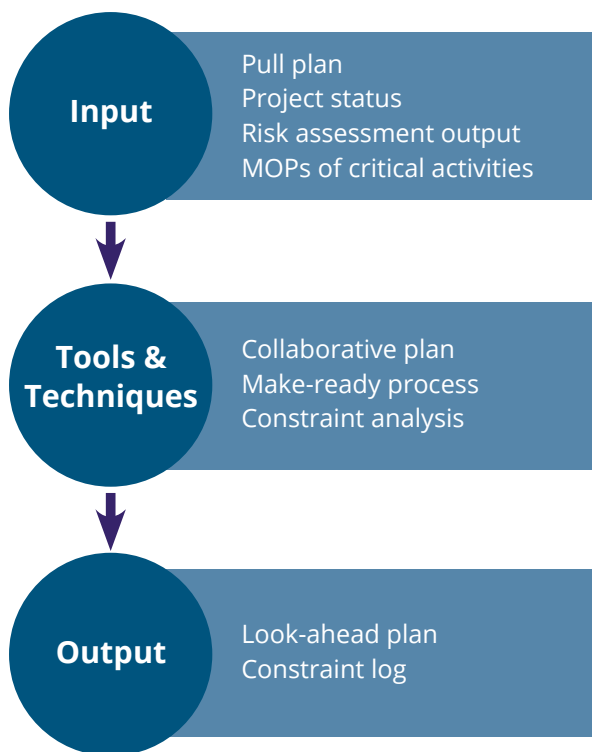 Input
Pull plan
Project status
Risk assessment output
MOPs of critical activities
Tools &
Techniques
Collaborative plan
Make-ready process
Constraint analysis
Output
Look-ahead plan
Constraint log